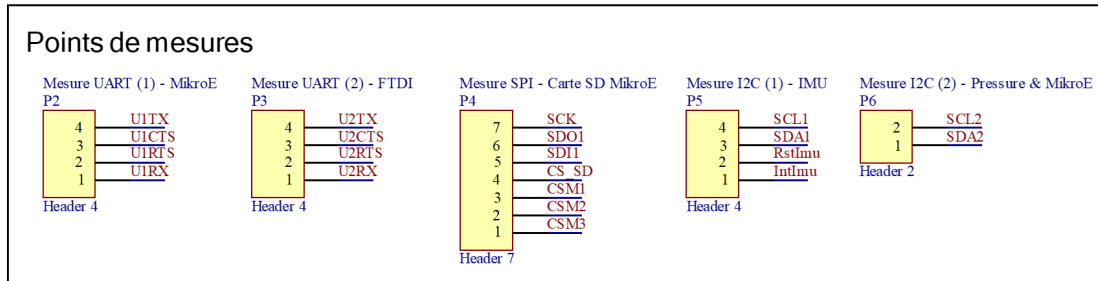 Points de mesures
Mesure UART (1) - MikroE
P2
4 U1TX
3 U1CTS
2 U1RTS
1 U1RX
Header 4
Mesure UART (2) - FTDI
P3
4 U2TX
3 U2CTS
2 U2RTS
1 U2RX
Header 4
Mesure SPI - Carte SD MikroE
P4
7 SCK
6 SDO1
5 SDI1
4 CS_SD
3 CSM1
2 CSM2
1 CSM3
Header 7
Mesure I2C (1) - IMU
P5
4 SCL1
3 SDA1
2 RstImu
1 IntImu
Header 4
Mesure I2C (2) - Pressure & MikroE
P6
2 SCL2
1 SDA2
Header 2